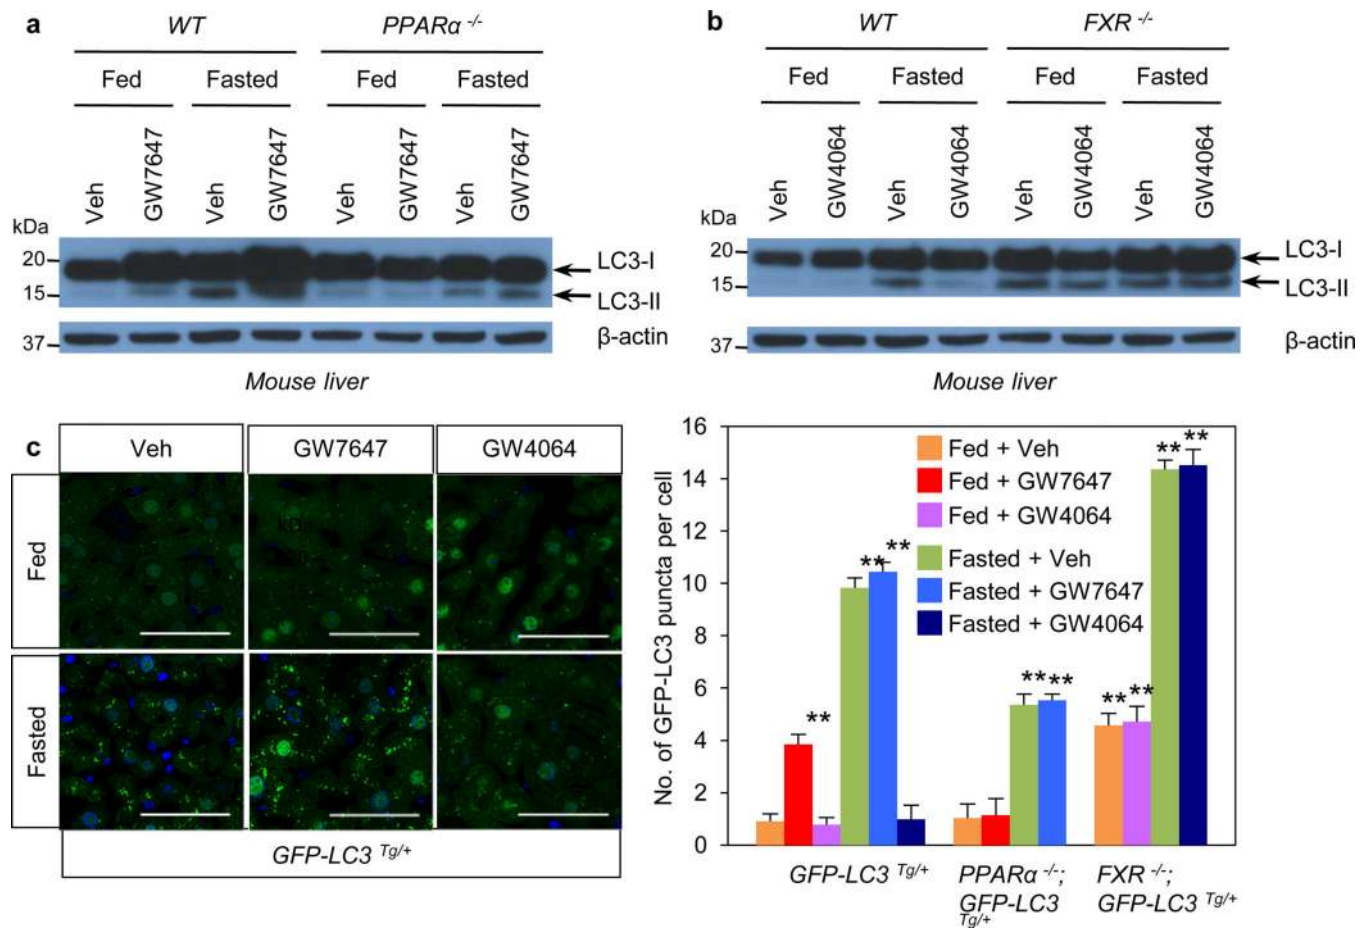 a
WT
PPARα -/-
Fed
Fasted
Fed
Fasted
Veh
GW7647
Veh
GW7647
Veh
GW7647
Veh
GW7647
kDa
20
15
LC3-I
LC3-II
37
β-actin
Mouse liver
b
WT
FXR -/-
Fed
Fasted
Fed
Fasted
Veh
GW4064
Veh
GW4064
Veh
GW4064
Veh
GW4064
kDa
20
15
LC3-I
LC3-II
37
β-actin
Mouse liver
c
Veh
GW7647
GW4064
Fed
kDa
Fasted
GFP-LC3 Tg/+
No. of GFP-LC3 puncta per cell
16
14
12
10
8
6
4
2
0
Fed + Veh
Fed + GW7647
Fed + GW4064
Fasted + Veh
Fasted + GW7647
Fasted + GW4064
**
** **
** **
** **
** **
GFP-LC3 Tg/+
PPARα -/-;
GFP-LC3
Tg/+
FXR -/-;
GFP-LC3 Tg/+